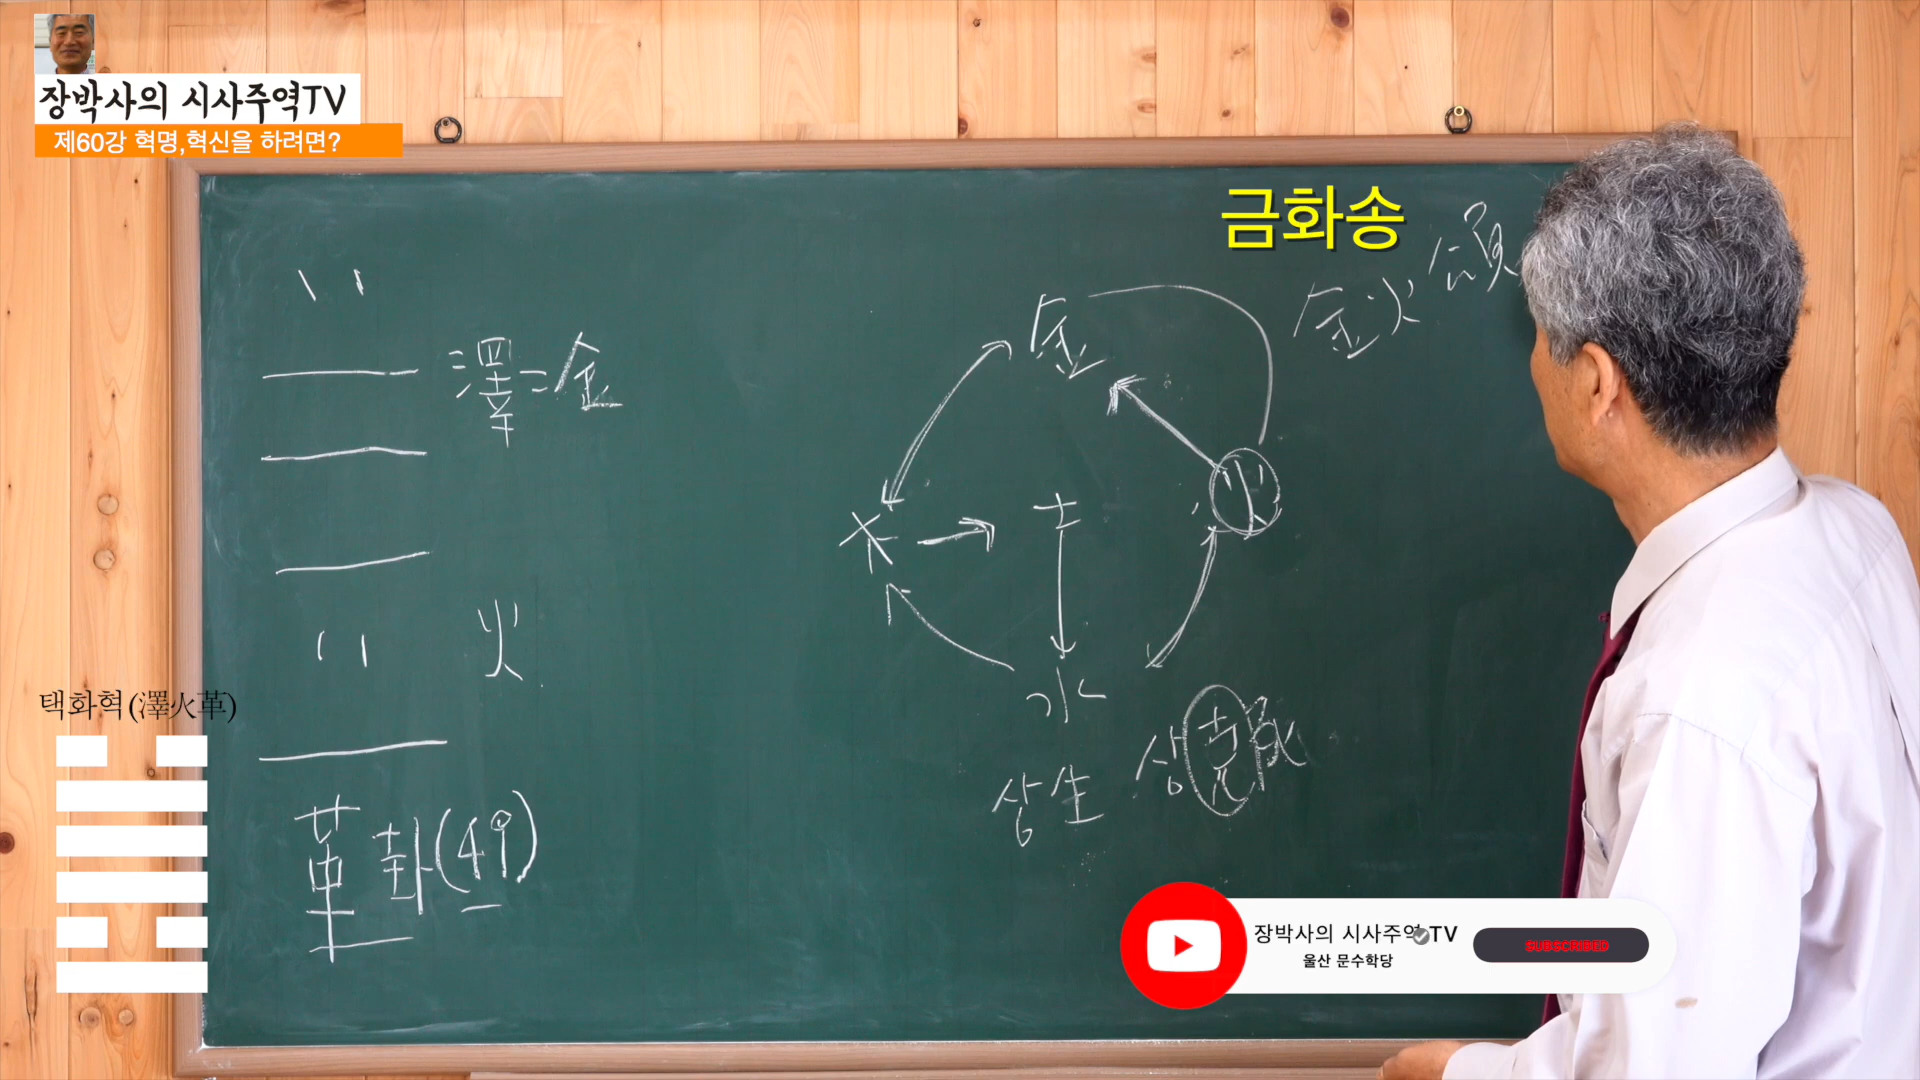 장박사의 시사주역TV
제60강 혁명,혁신을 하려면?
금화송
金火頌
澤=金
金
火
木
土
水
火
相生
革卦(49)
택화혁(澤火革)
장박사의 시사주역TV
울산 문수학당
SUBSCRIBED